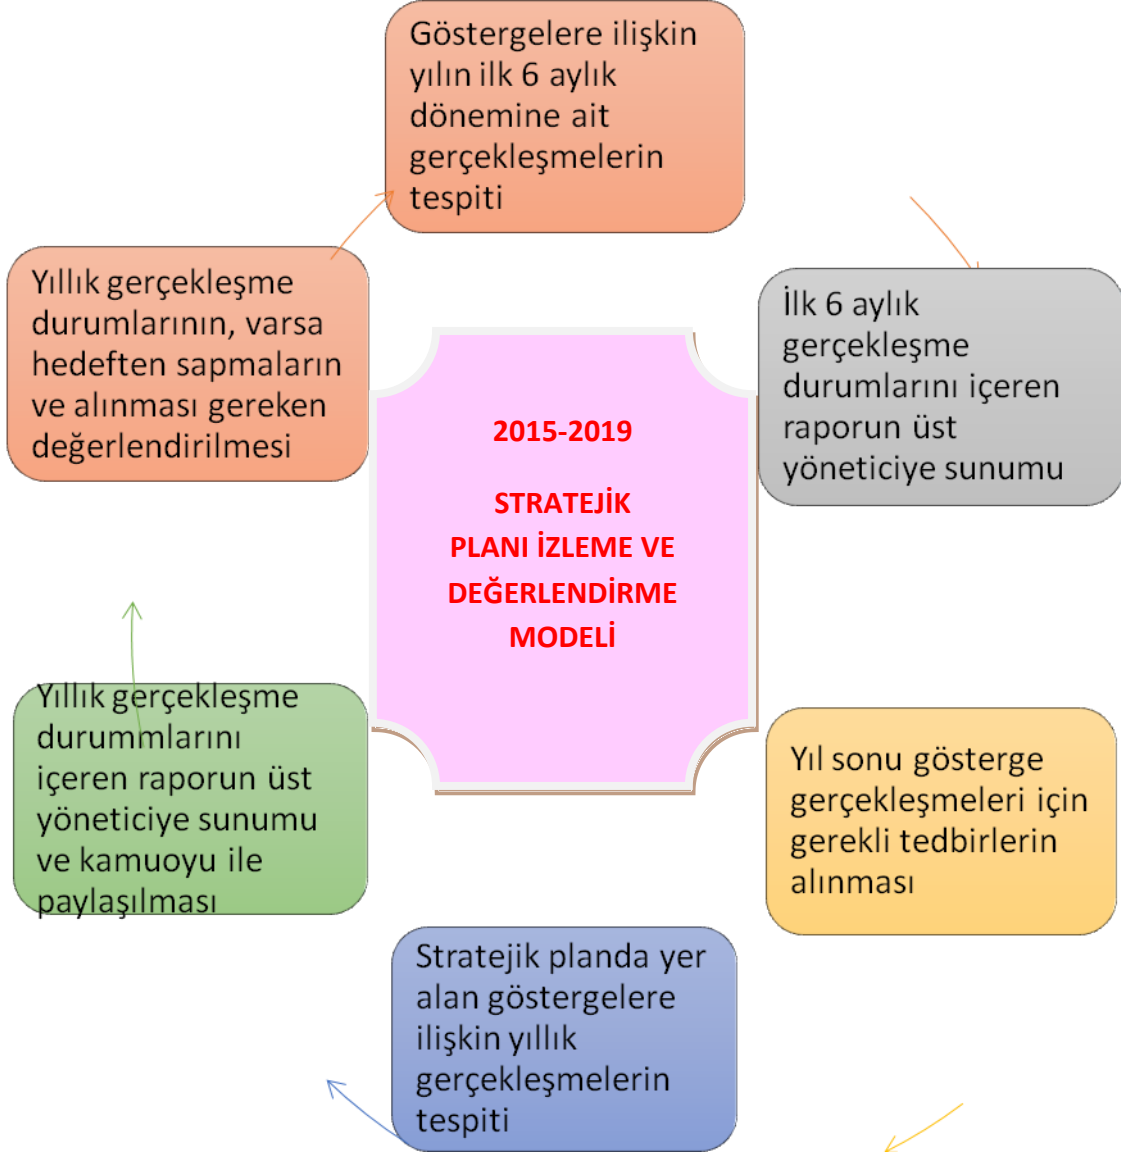 Göstergelere ilişkin
yılın ilk 6 aylık
dönemine ait
gerçekleşmelerin
tespiti
İlk 6 aylık
gerçekleşme
durumlarını içeren
raporun üst
yöneticiye sunumu
Yıl sonu gösterge
gerçekleşmeleri için
gerekli tedbirlerin
alınması
Stratejik planda yer
alan göstergelere
ilişkin yıllık
gerçekleşmelerin
tespiti
Yıllık gerçekleşme
durummlarını
içeren raporun üst
yöneticiye sunumu
ve kamuoyu ile
paylaşılması
Yıllık gerçekleşme
durumlarının, varsa
hedeften sapmaların
ve alınması gereken
değerlendirilmesi
2015-2019
STRATEJİK
PLANI İZLEME VE
DEĞERLENDİRME
MODELİ